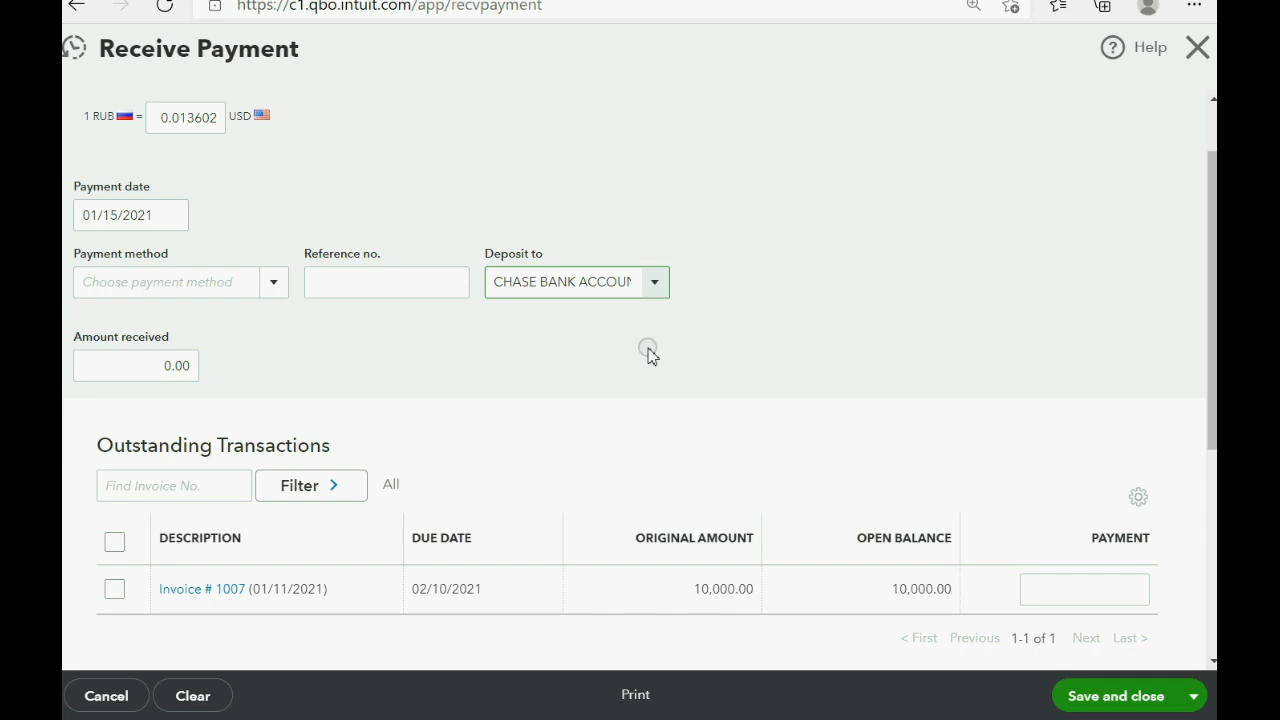 https://c1.qbo.intuit.com/app/recvpayment
Receive Payment
? Help
1 RUB = 0.013602 USD
Payment date
01/15/2021
Payment method Reference no. Deposit to
Choose payment method CHASE BANK ACCOUN
Amount received
0.00
Outstanding Transactions
Find Invoice No. Filter > All
DESCRIPTION DUE DATE ORIGINAL AMOUNT OPEN BALANCE PAYMENT
Invoice # 1007 (01/11/2021) 02/10/2021 10,000.00 10,000.00
< First Previous 1-1 of 1 Next Last >
Cancel Clear Print Save and close